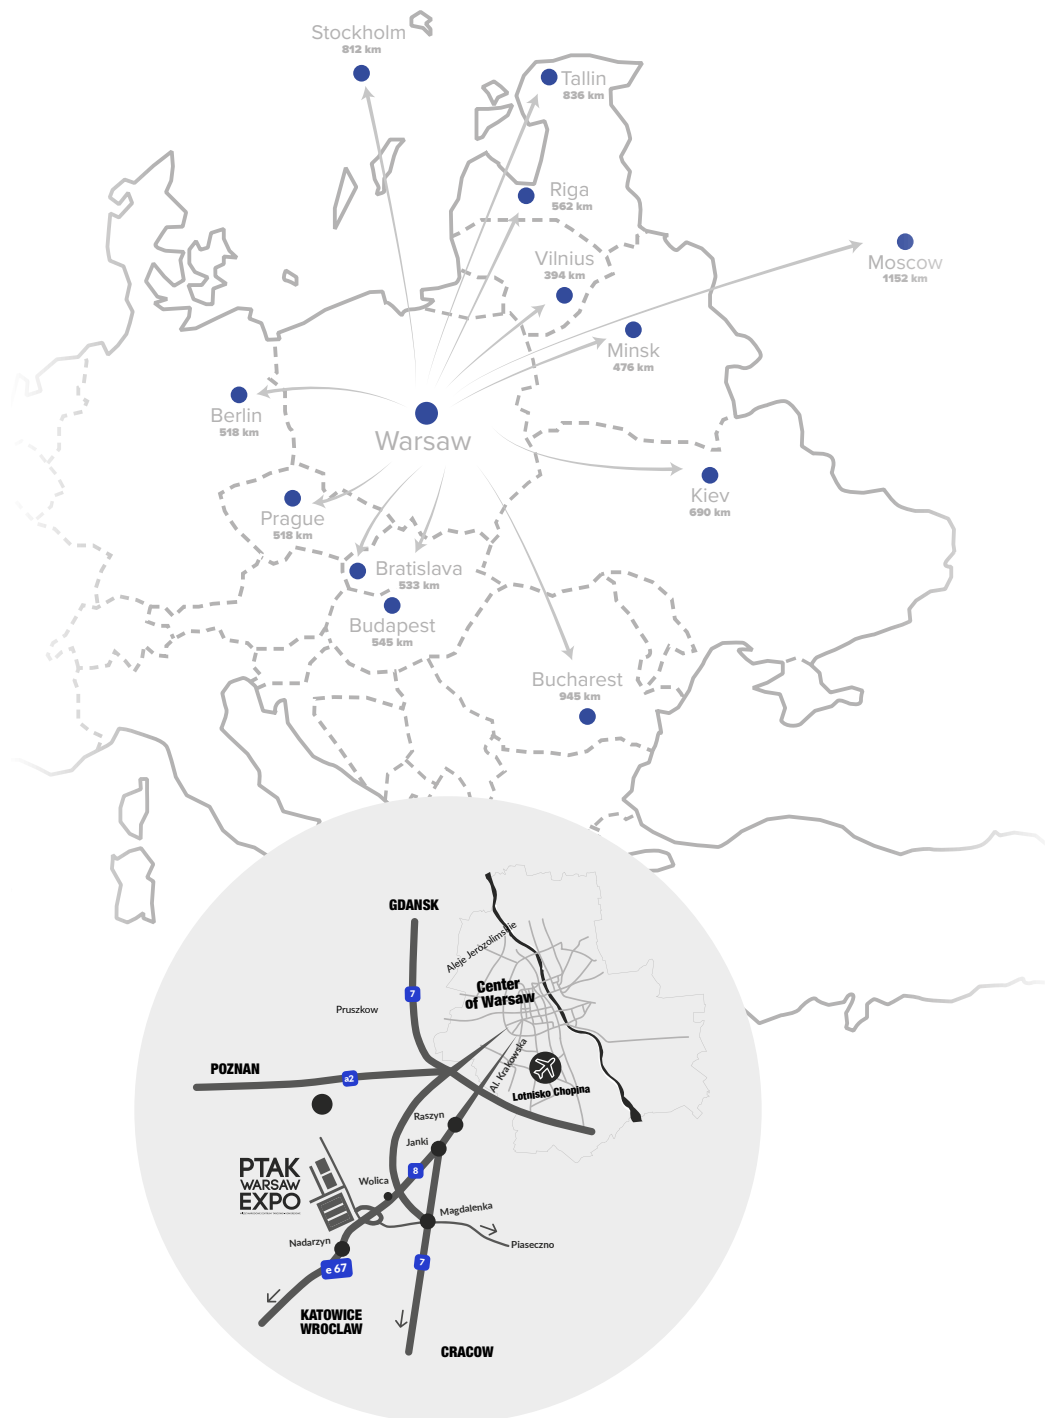 Stockholm
812 km
Tallin
836 km
Riga
562 km
Vilnius
394 km
Moscow
1152 km
Minsk
476 km
Berlin
518 km
Warsaw
Kiev
690 km
Prague
518 km
Bratislava
533 km
Budapest
545 km
Bucharest
945 km
GDANSK
Aleje Jerozolimskie
7
Center
of Warsaw
Pruszkow
POZNAN
a2
Al. Krakowska
Lotnisko Chopina
Raszyn
Janki
8
PTAK
WARSAW
EXPO
Wolica
Magdalenka
Nadarzyn
Piaseczno
7
e 67
KATOWICE
WROCLAW
CRACOW